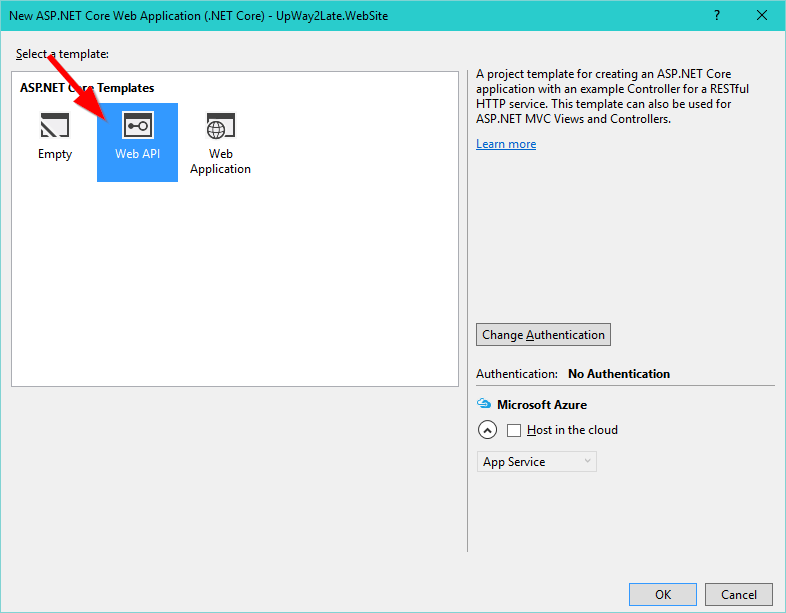 New ASP.NET Core Web Application (.NET Core) - UpWay2Late.WebSite
?
Select a template:
ASP.NET Core Templates
Empty
Web API
Web
Application
A project template for creating an ASP.NET Core
application with an example Controller for a RESTful
HTTP service. This template can also be used for
ASP.NET MVC Views and Controllers.
Learn more
Change Authentication
Authentication: No Authentication
Microsoft Azure
Host in the cloud
App Service
OK
Cancel